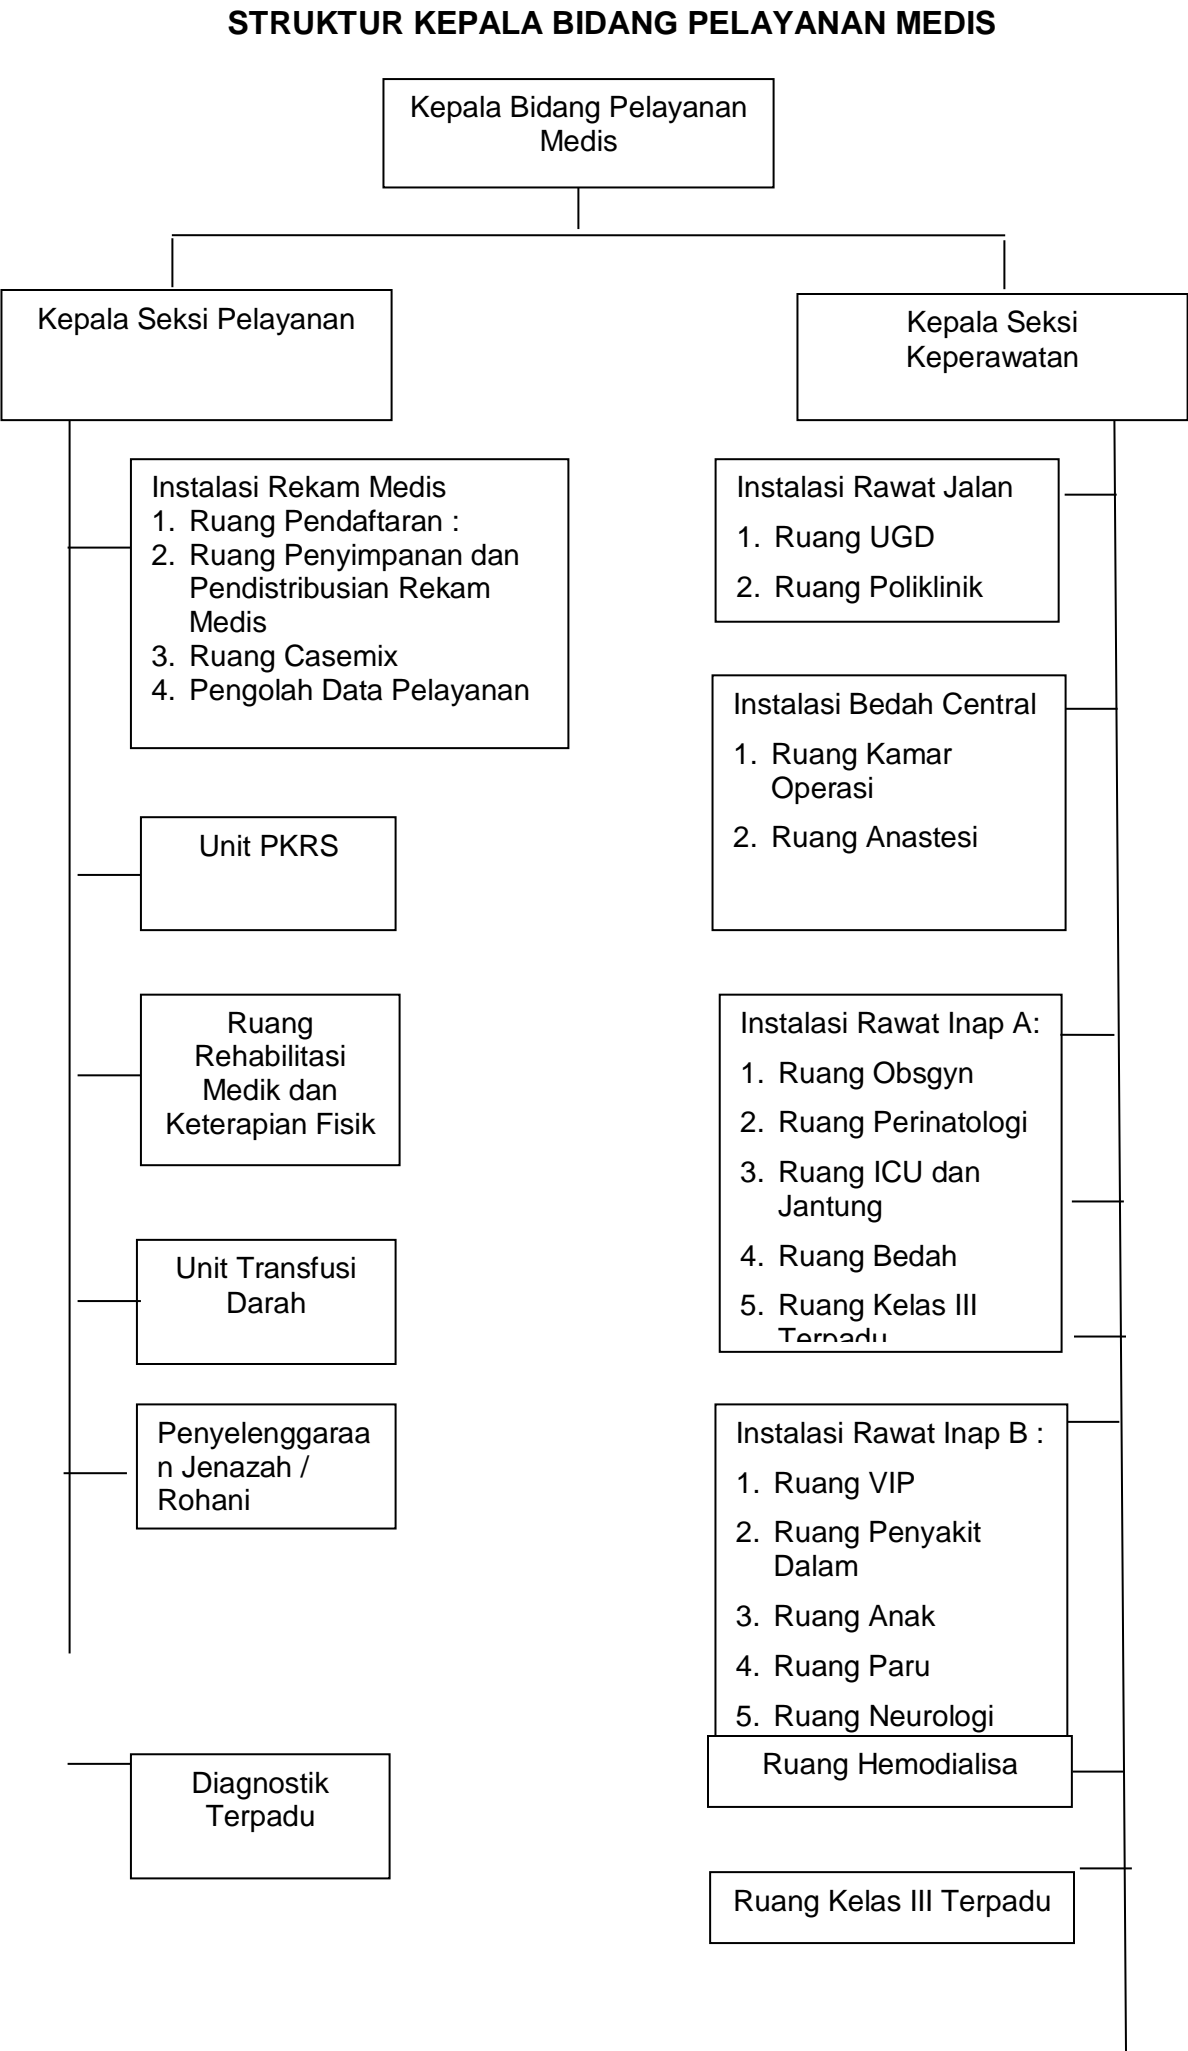 STRUKTUR KEPALA BIDANG PELAYANAN MEDIS
Kepala Bidang Pelayanan
Medis
Kepala Seksi Pelayanan
Kepala Seksi
Keperawatan
Instalasi Rekam Medis
1. Ruang Pendaftaran :
2. Ruang Penyimpanan dan
Pendistribusian Rekam
Medis
3. Ruang Casemix
4. Pengolah Data Pelayanan
Unit PKRS
Ruang
Rehabilitasi
Medik dan
Keterapian Fisik
Unit Transfusi
Darah
Penyelenggaraa
n Jenazah /
Rohani
Diagnostik
Terpadu
Instalasi Rawat Jalan
1. Ruang UGD
2. Ruang Poliklinik
Instalasi Bedah Central
1. Ruang Kamar
Operasi
2. Ruang Anastesi
Instalasi Rawat Inap A:
1. Ruang Obsgyn
2. Ruang Perinatologi
3. Ruang ICU dan
Jantung
4. Ruang Bedah
5. Ruang Kelas III
Terpadu
Instalasi Rawat Inap B :
1. Ruang VIP
2. Ruang Penyakit
Dalam
3. Ruang Anak
4. Ruang Paru
5. Ruang Neurologi
Ruang Hemodialisa
Ruang Kelas III Terpadu